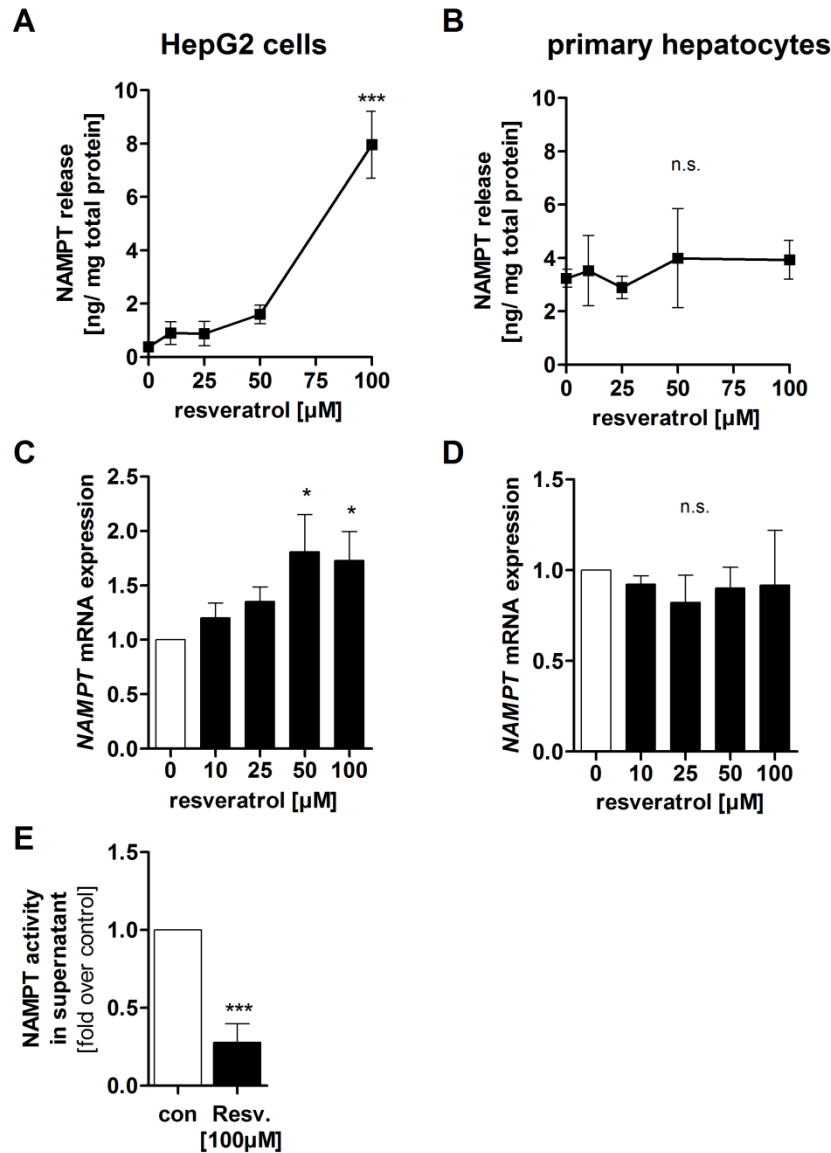 A
HepG2 cells
NAMPT release
[ng/ mg total protein]
10
8
6
4
2
0
***
0 25 50 75 100
resveratrol [µM]
B
primary hepatocytes
NAMPT release
[ng/ mg total protein]
10
8
6
4
2
0
n.s.
0 25 50 75 100
resveratrol [µM]
C
NAMPT mRNA expression
2.5
2.0
1.5
1.0
0.5
0.0
* *
0 10 25 50 100
resveratrol [µM]
D
NAMPT mRNA expression
1.5
1.0
0.5
0.0
n.s.
0 10 25 50 100
resveratrol [µM]
E
NAMPT activity
in supernatant
[fold over control]
1.5
1.0
0.5
0.0
***
con Resv.
[100µM]